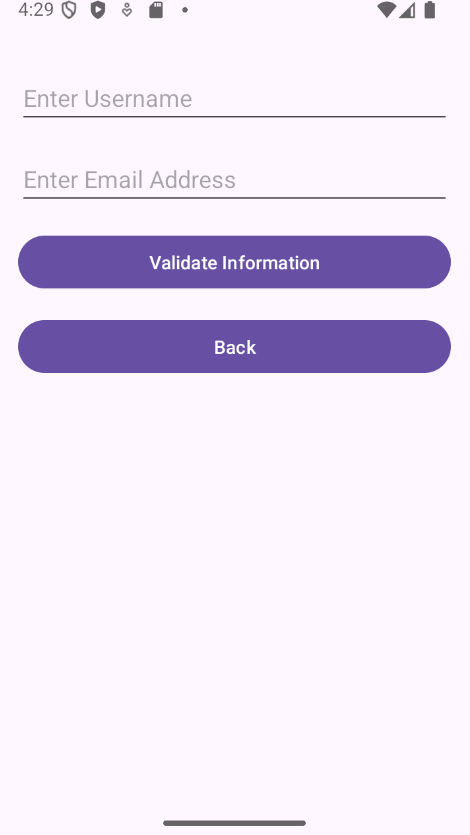 4:29
Enter Username
Enter Email Address
Validate Information
Back